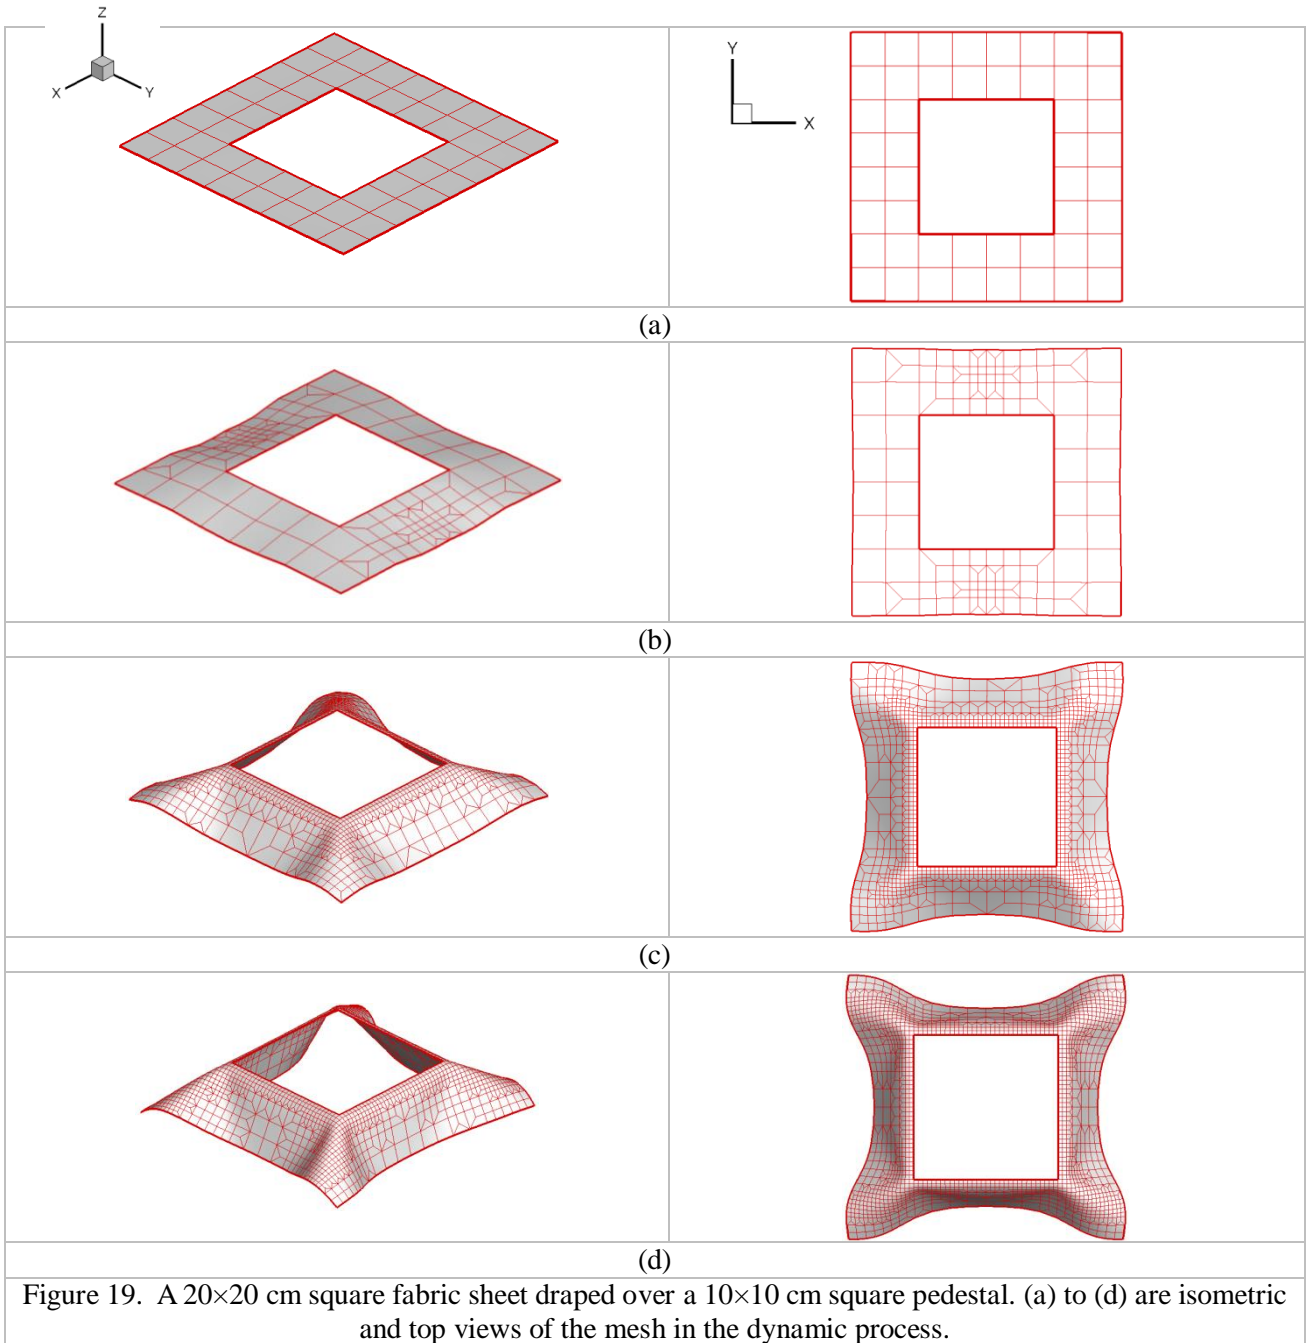 Z
X
Y
Y
X
(a)
(b)
(c)
(d)
Figure 19. A 20×20 cm square fabric sheet draped over a 10×10 cm square pedestal. (a) to (d) are isometric
and top views of the mesh in the dynamic process.